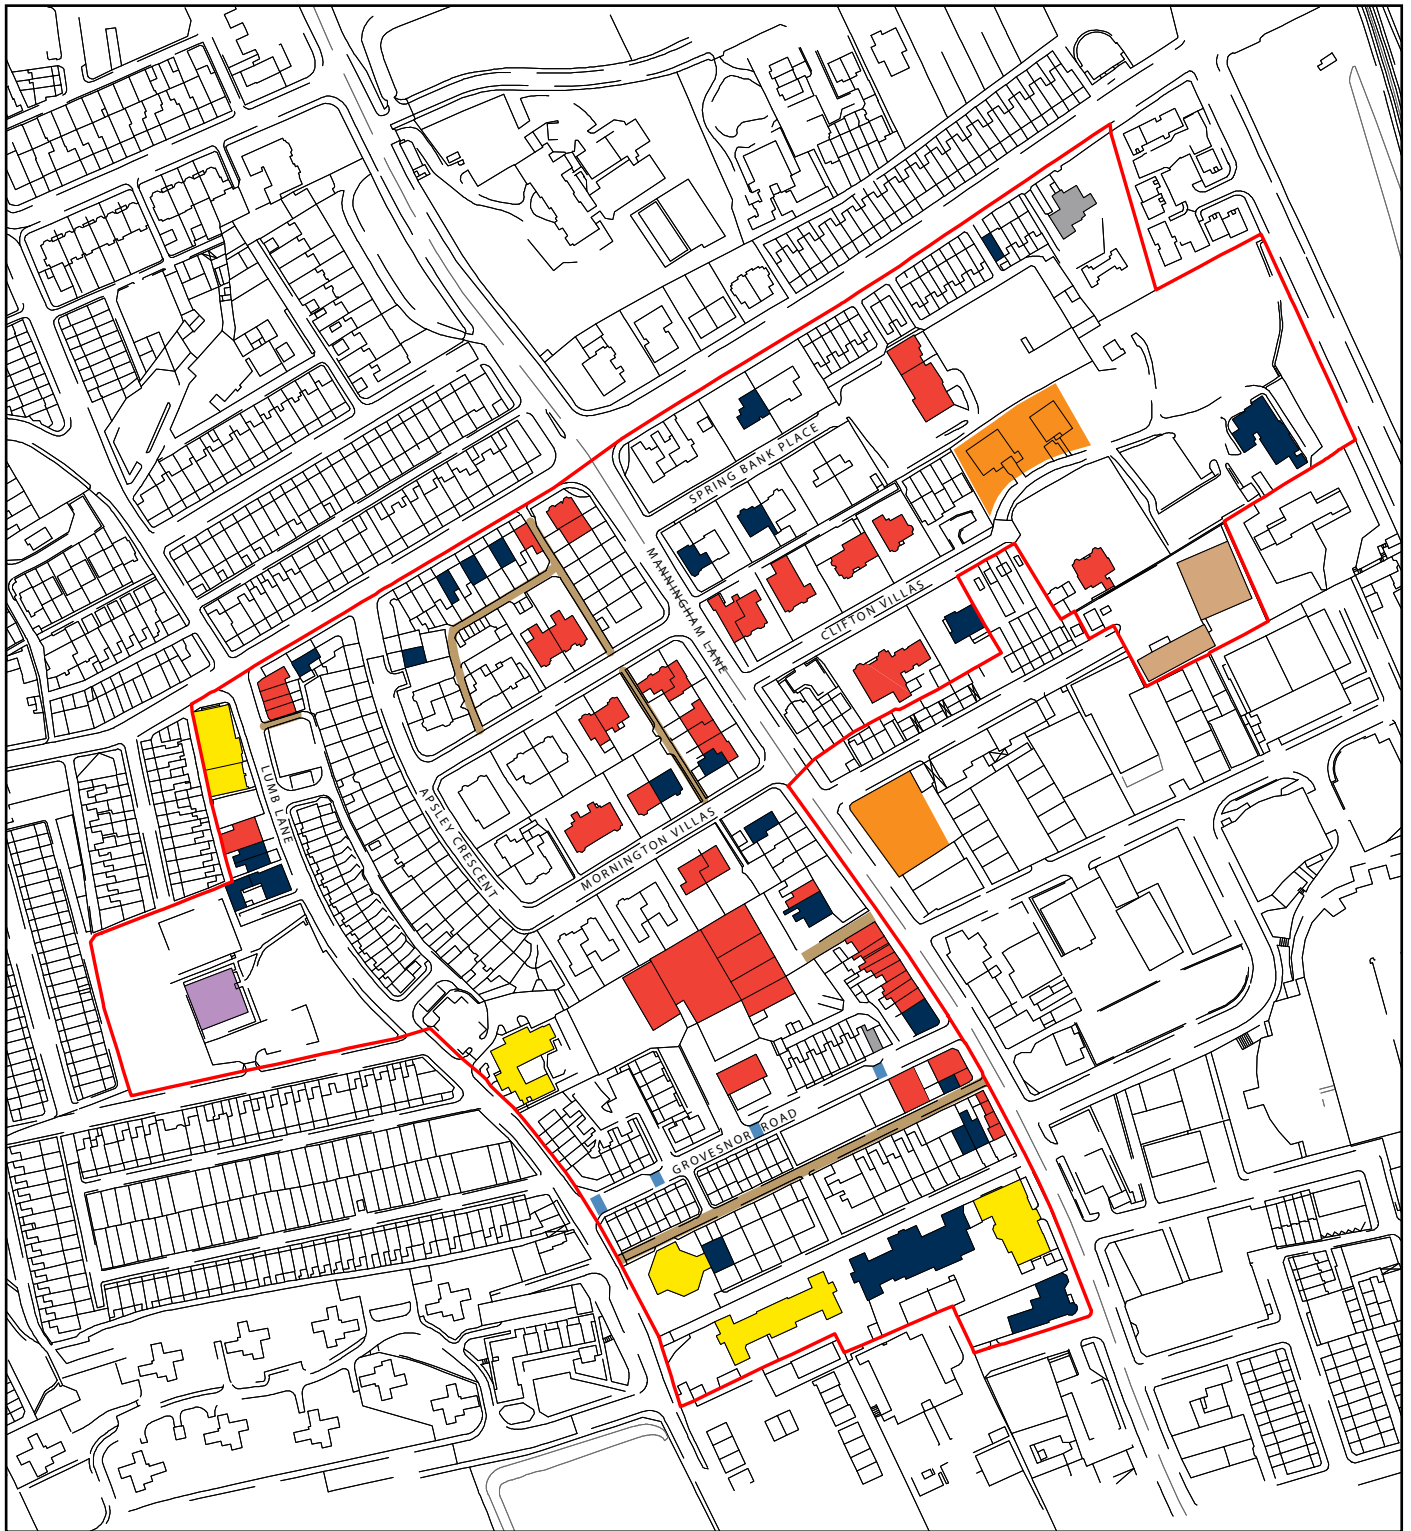 SPRING BANK PLACE
MANNINGHAM LANE
CLIFTON VILLAS
LUMB LANE
APSLEY CRESCENT
MORNINGTON VILLAS
GROVESNOR ROAD